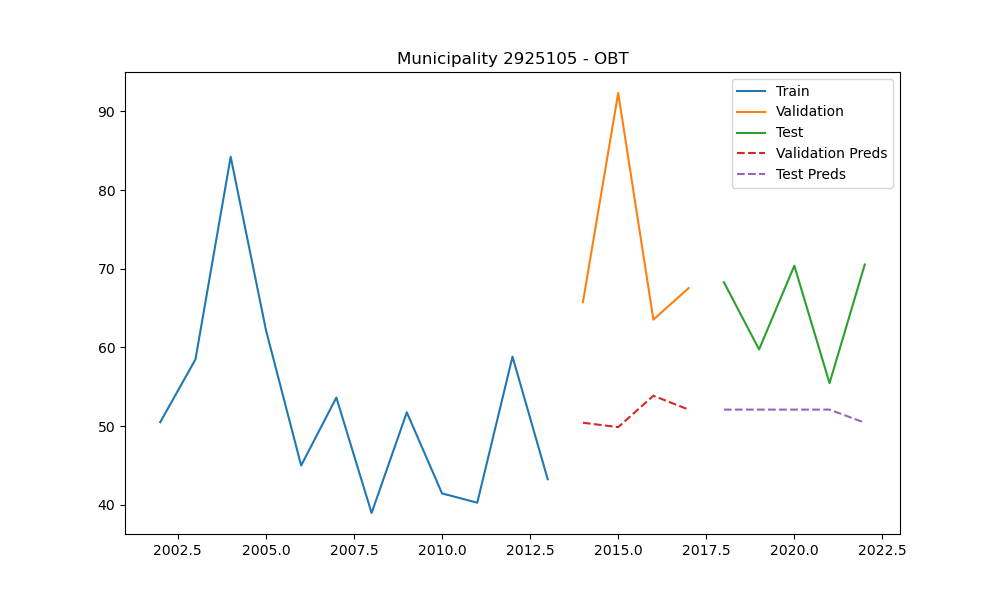 Municipality 2925105 - OBT
Train
Validation
Test
Validation Preds
Test Preds
90
80
70
60
50
40
2002.5 2005.0 2007.5 2010.0 2012.5 2015.0 2017.5 2020.0 2022.5